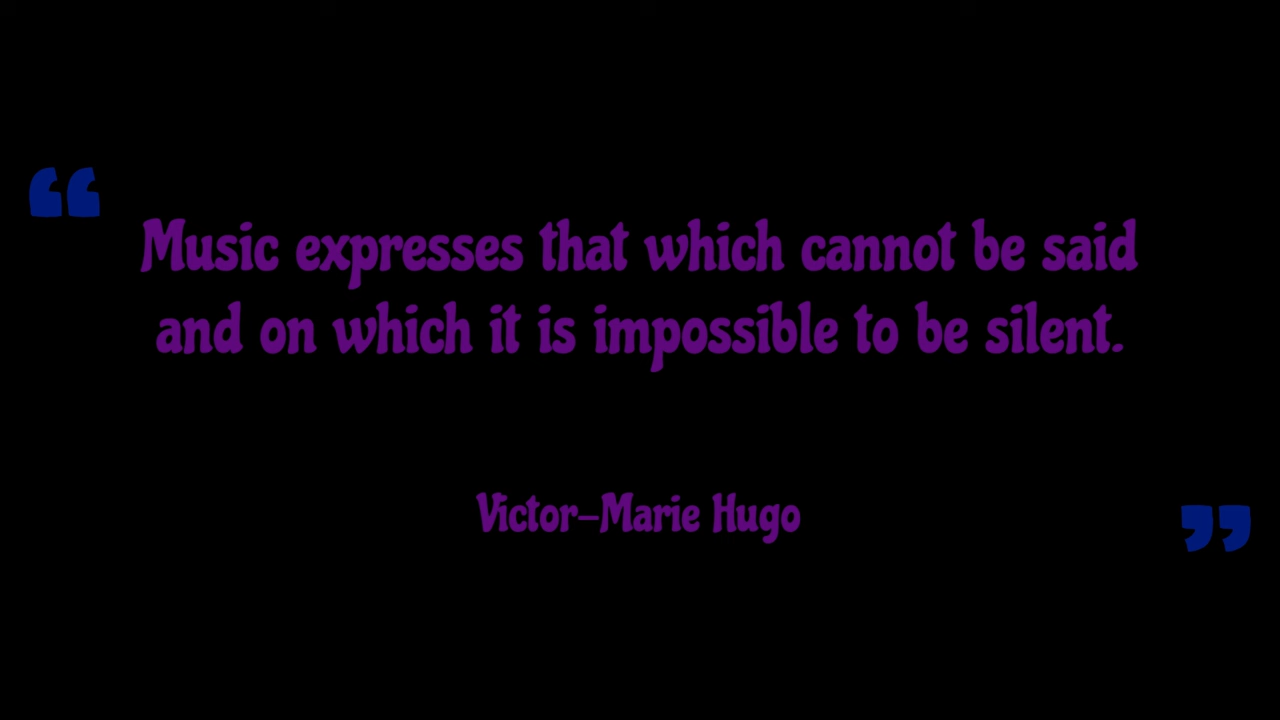 “
Music expresses that which cannot be said
and on which it is impossible to be silent.
Victor-Marie Hugo
”